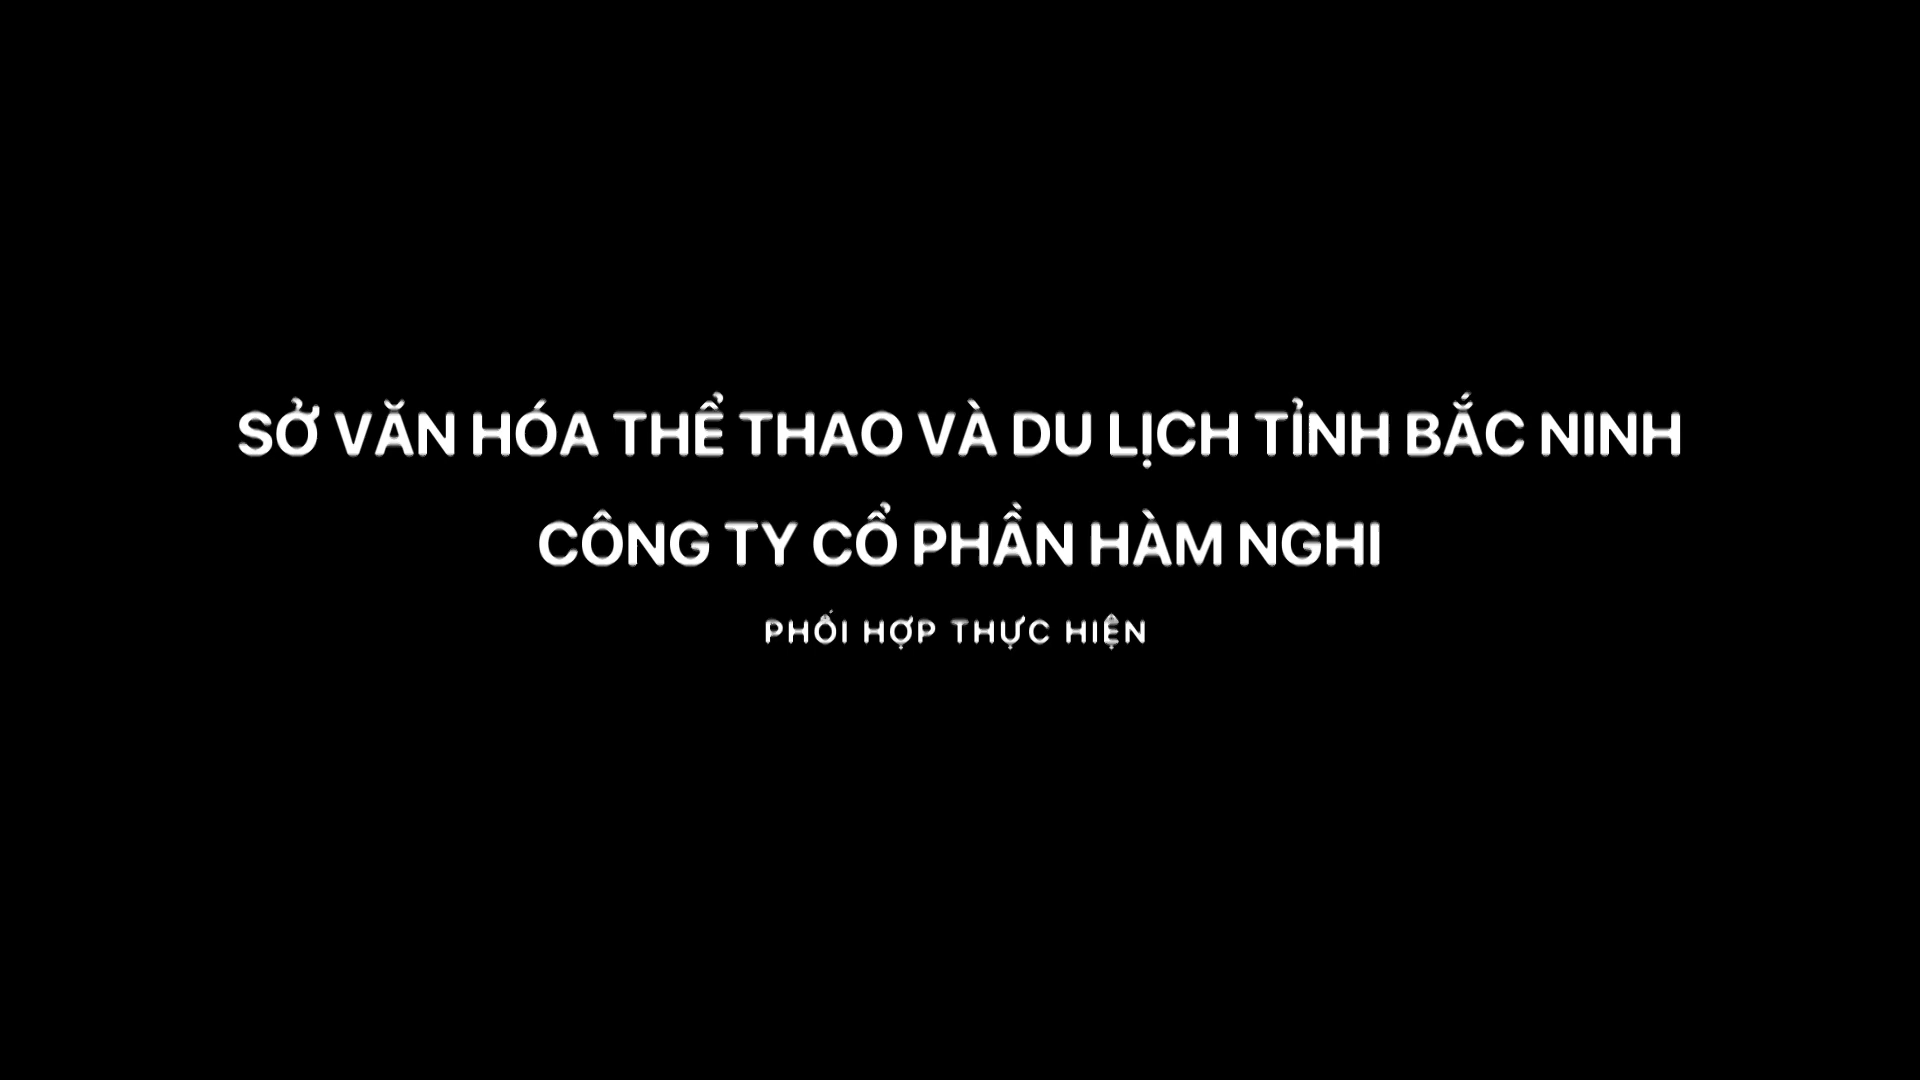 SỞ VĂN HÓA THỂ THAO VÀ DU LỊCH TỈNH BẮC NINH
CÔNG TY CỔ PHẦN HÀM NGHI
PHỐI HỢP THỰC HIỆN